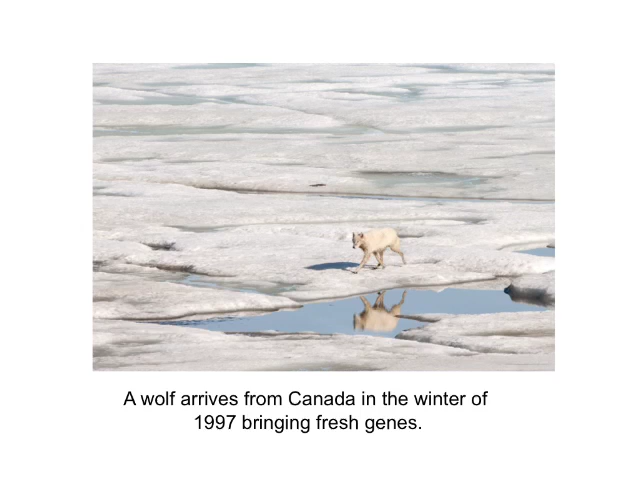 A wolf arrives from Canada in the winter of
1997 bringing fresh genes.